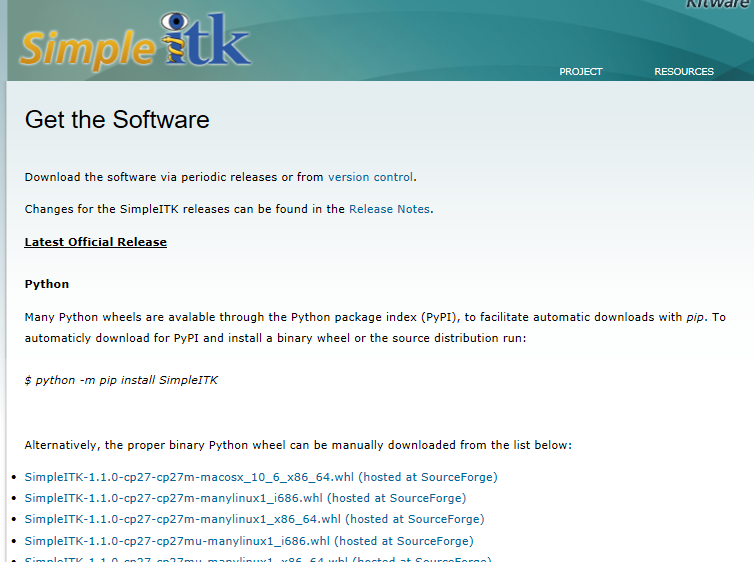 Kitware
Simple itk
PROJECT RESOURCES
Get the Software
Download the software via periodic releases or from version control.
Changes for the SimpleITK releases can be found in the Release Notes.
Latest Official Release
Python
Many Python wheels are avalable through the Python package index (PyPI), to facilitate automatic downloads with pip. To
automaticly download for PyPI and install a binary wheel or the source distribution run:
$ python -m pip install SimpleITK
Alternatively, the proper binary Python wheel can be manually downloaded from the list below:
• SimpleITK-1.1.0-cp27-cp27m-macosx_10_6_x86_64.whl (hosted at SourceForge)
• SimpleITK-1.1.0-cp27-cp27m-manylinux1_i686.whl (hosted at SourceForge)
• SimpleITK-1.1.0-cp27-cp27m-manylinux1_x86_64.whl (hosted at SourceForge)
• SimpleITK-1.1.0-cp27-cp27mu-manylinux1_i686.whl (hosted at SourceForge)
• SimpleITK-1.1.0-cp27-cp27mu-manylinux1_x86_64.whl (hosted at SourceForge)